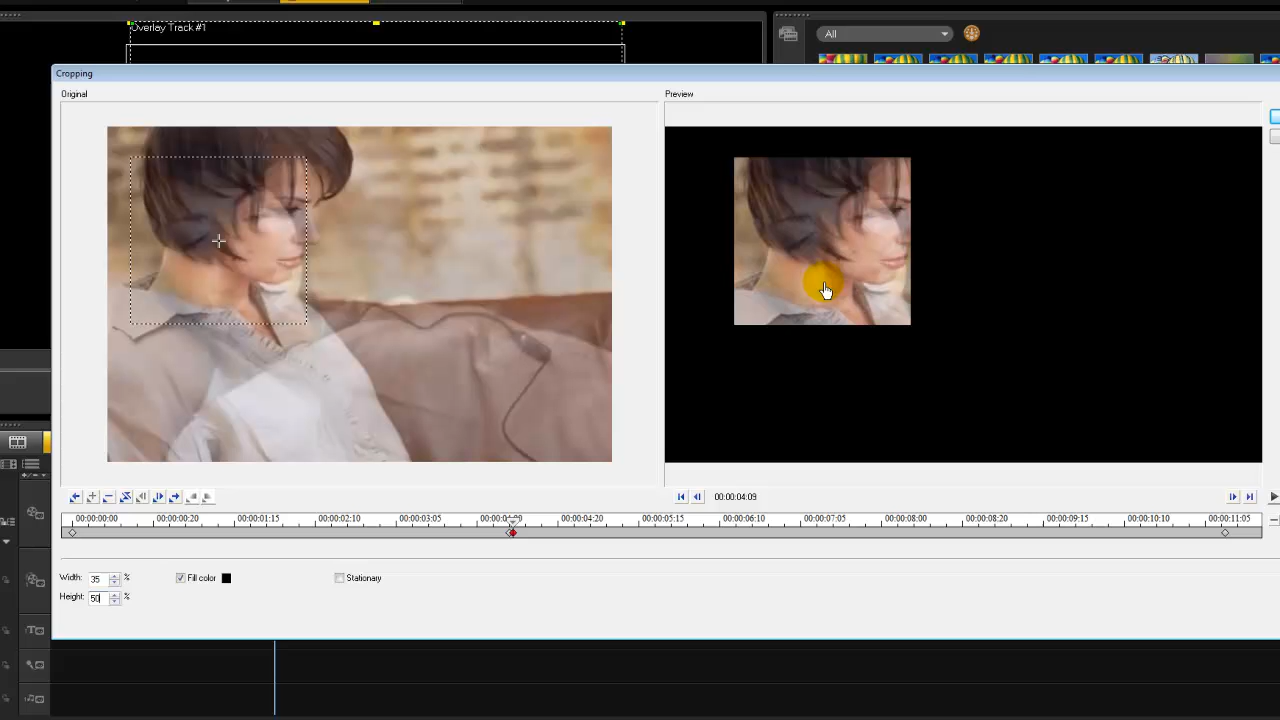 Overlay Track #1
All
Cropping
Original
Preview
00:00:04:09
00:00:00:00 00:00:00:20 00:00:01:15 00:00:02:10 00:00:03:05 00:00:04:20 00:00:05:15 00:00:06:10 00:00:07:05 00:00:08:00 00:00:08:20 00:00:09:15 00:00:10:10 00:00:11:05
Width: 35 % Fill color Stationary
Height: 50 %